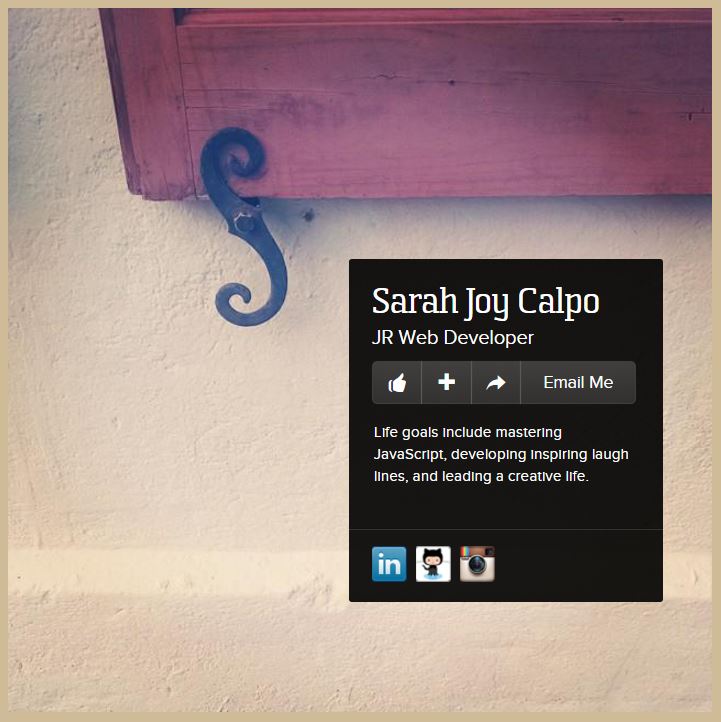 Sarah Joy Calpo
JR Web Developer
Email Me
Life goals include mastering
JavaScript, developing inspiring laugh
lines, and leading a creative life.
in